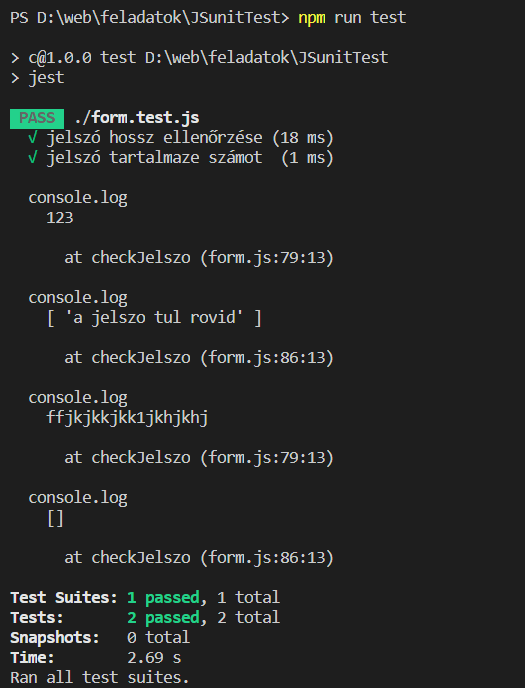 PS D:\web\feladatok\JSunitTest> npm run test
> c@1.0.0 test D:\web\feladatok\JSunitTest
> jest
PASS ./form.test.js
√ jelszó hossz ellenőrzése (18 ms)
√ jelszó tartalmaze számot (1 ms)
console.log
123
at checkJelszo (form.js:79:13)
console.log
[ 'a jelszo tul rovid' ]
at checkJelszo (form.js:86:13)
console.log
ffjkjkkjkk1jkhjkhj
at checkJelszo (form.js:79:13)
console.log
[]
at checkJelszo (form.js:86:13)
Test Suites: 1 passed, 1 total
Tests: 2 passed, 2 total
Snapshots: 0 total
Time: 2.69 s
Ran all test suites.